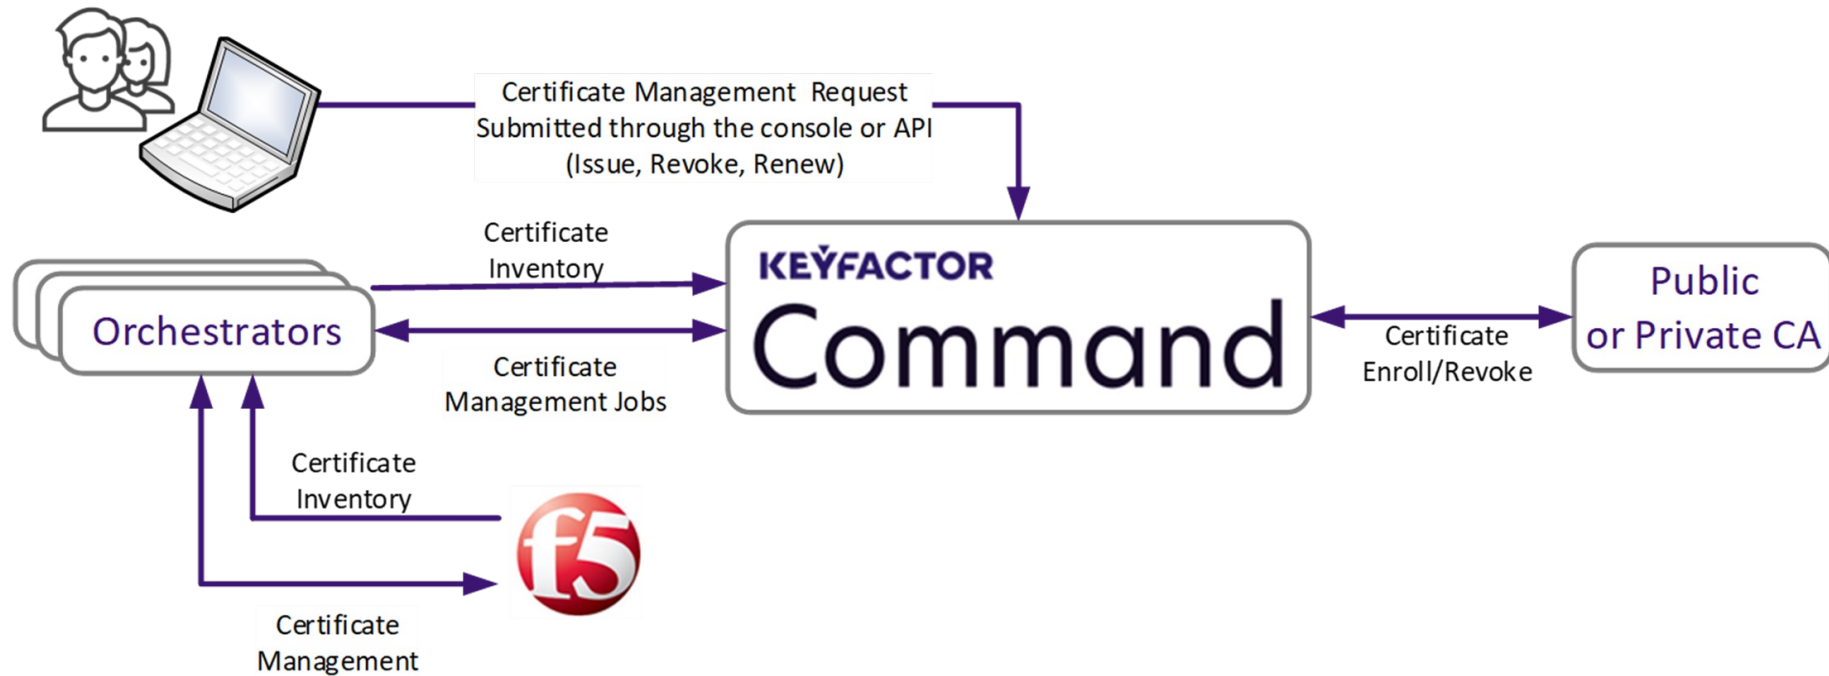 Certificate Management Request
Submitted through the console or API
(Issue, Revoke, Renew)
Certificate
Inventory
KEYFACTOR
Command
Orchestrators
Certificate
Management Jobs
Public
or Private CA
Certificate
Enroll/Revoke
Certificate
Inventory
f5
Certificate
Management